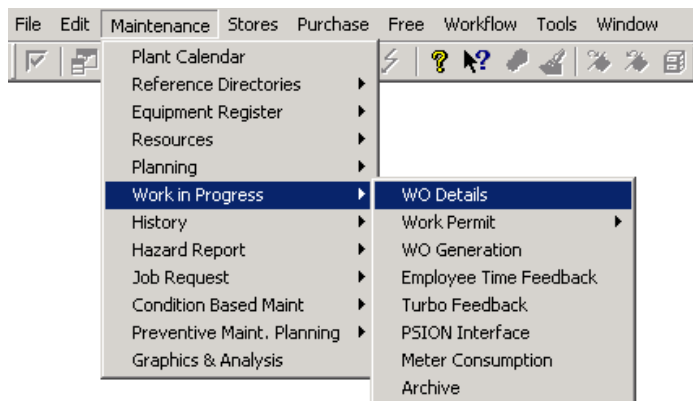 File Edit Maintenance Stores Purchase Free Workflow Tools Window
Plant Calendar
Reference Directories
Equipment Register
Resources
Planning
Work in Progress
History
Hazard Report
Job Request
Condition Based Maint
Preventive Maint. Planning
Graphics & Analysis
WO Details
Work Permit
WO Generation
Employee Time Feedback
Turbo Feedback
PSION Interface
Meter Consumption
Archive